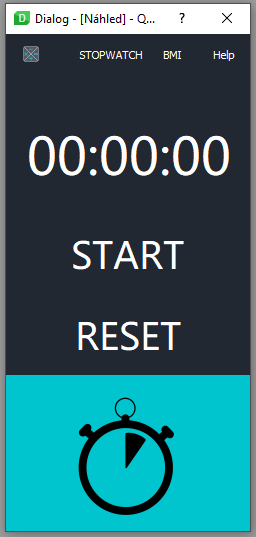 D Dialog - [Náhled] - Q... ?
STOPWATCH BMI Help
00:00:00
START
RESET